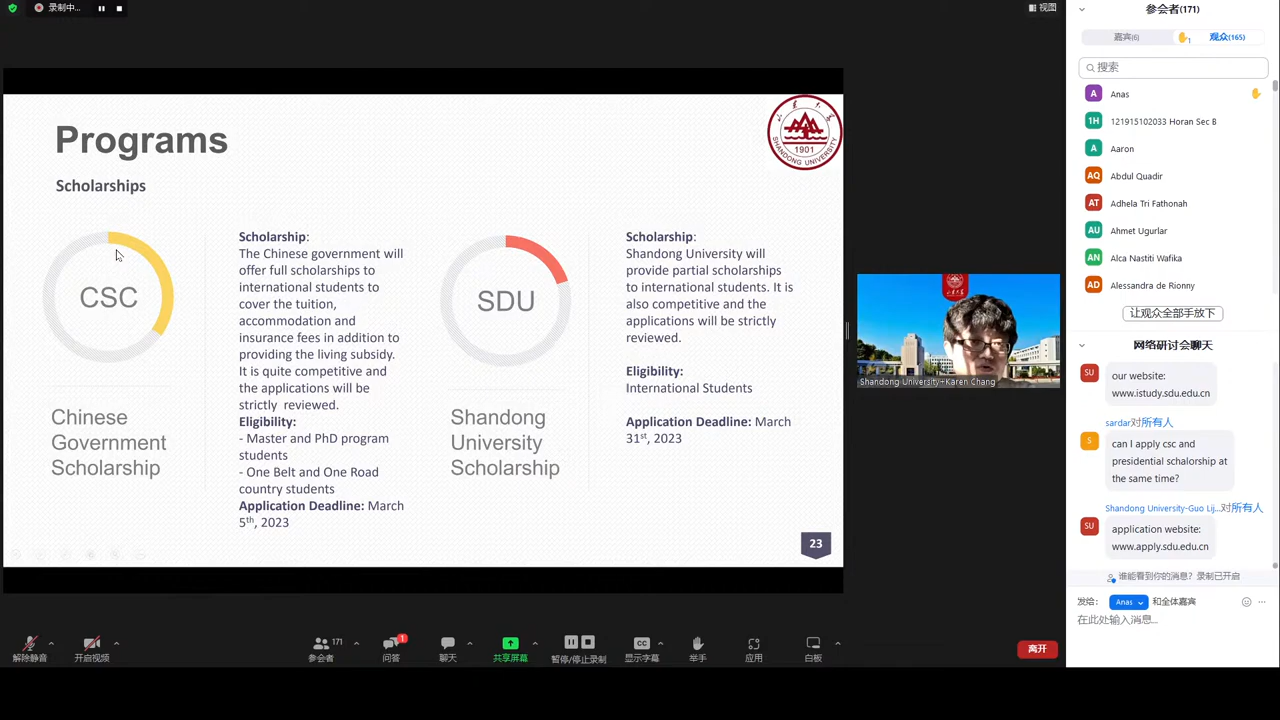 录制中...
视图
Programs
Scholarships
SHANDONG UNIVERSITY
1901
CSC
Chinese
Government
Scholarship
Scholarship:
The Chinese government will
offer full scholarships to
international students to
cover the tuition,
accommodation and
insurance fees in addition to
providing the living subsidy.
It is quite competitive and
the applications will be
strictly reviewed.
Eligibility:
- Master and PhD program
students
- One Belt and One Road
country students
Application Deadline: March
5th, 2023
SDU
Shandong
University
Scholarship
Scholarship:
Shandong University will
provide partial scholarships
to international students. It is
also competitive and the
applications will be strictly
reviewed.
Eligibility:
International Students
Application Deadline: March
31st, 2023
23
Shandong University+Karen Chang
参会者(171)
嘉宾(6)
1
观众(165)
搜索
A Anas
1H 121915102033 Horan Sec B
A Aaron
AQ Abdul Quadir
AT Adhela Tri Fathonah
AU Ahmet Ugurlar
AN Alca Nastiti Wafika
AD Alessandra de Rionny
让观众全部手放下
网络研讨会聊天
SU
our website:
www.istudy.sdu.edu.cn
sardar对所有人
S
can I apply csc and
presidential schalorship at
the same time?
Shandong University-Guo Lij...对所有人
SU
application website:
www.apply.sdu.edu.cn
谁能看到你的消息? 录制已开启
发给: Anas 和全体嘉宾
在此处输入消息...
解除静音
开启视频
171
参会者
1
问答
聊天
共享屏幕
暂停/停止录制
CC
显示字幕
举手
应用
白板
离开